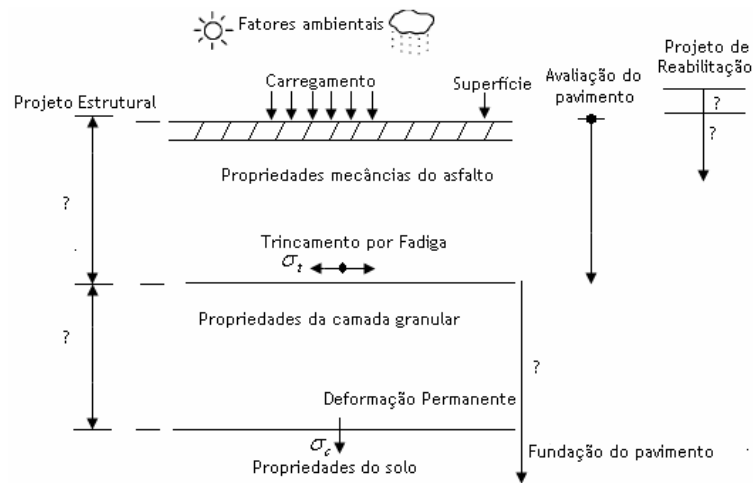 Fatores ambientais
Projeto de
Reabilitação
Carregamento
Superfície
Avaliação do
pavimento
Projeto Estrutural
?
?
Propriedades mecâncias do asfalto
?
Trincamento por Fadiga
σt
Propriedades da camada granular
?
?
Deformação Permanente
σc
Fundação do pavimento
Propriedades do solo